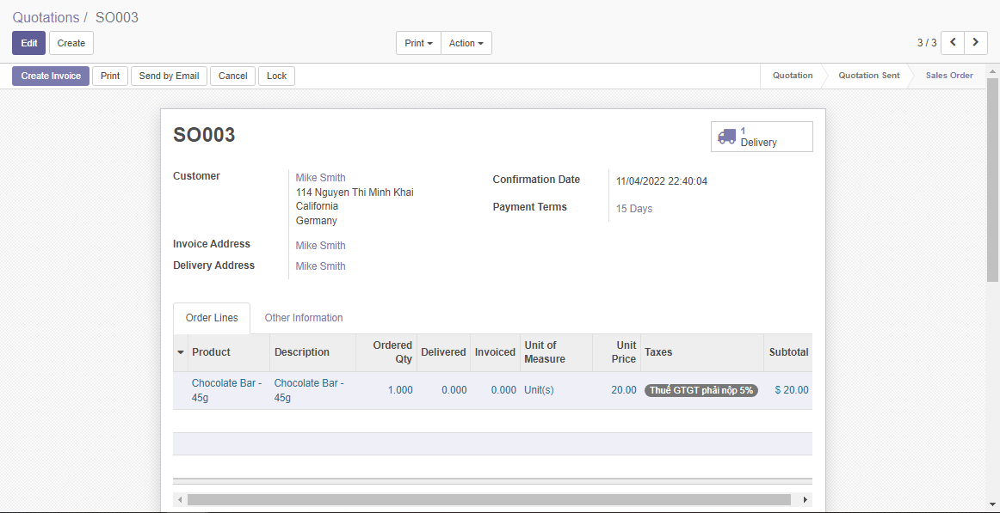 Quotations / SO003
Edit Create
Print Action
3 / 3
Create Invoice Print Send by Email Cancel Lock
Quotation Quotation Sent Sales Order
SO003
1
Delivery
Customer
Mike Smith
114 Nguyen Thi Minh Khai
California
Germany
Confirmation Date 11/04/2022 22:40:04
Payment Terms 15 Days
Invoice Address Mike Smith
Delivery Address Mike Smith
Order Lines Other Information
Product Description Ordered Qty Delivered Invoiced Unit of Measure Unit Price Taxes Subtotal
Chocolate Bar - 45g Chocolate Bar - 45g 1.000 0.000 0.000 Unit(s) 20.00 Thuế GTGT phải nộp 5% $ 20.00